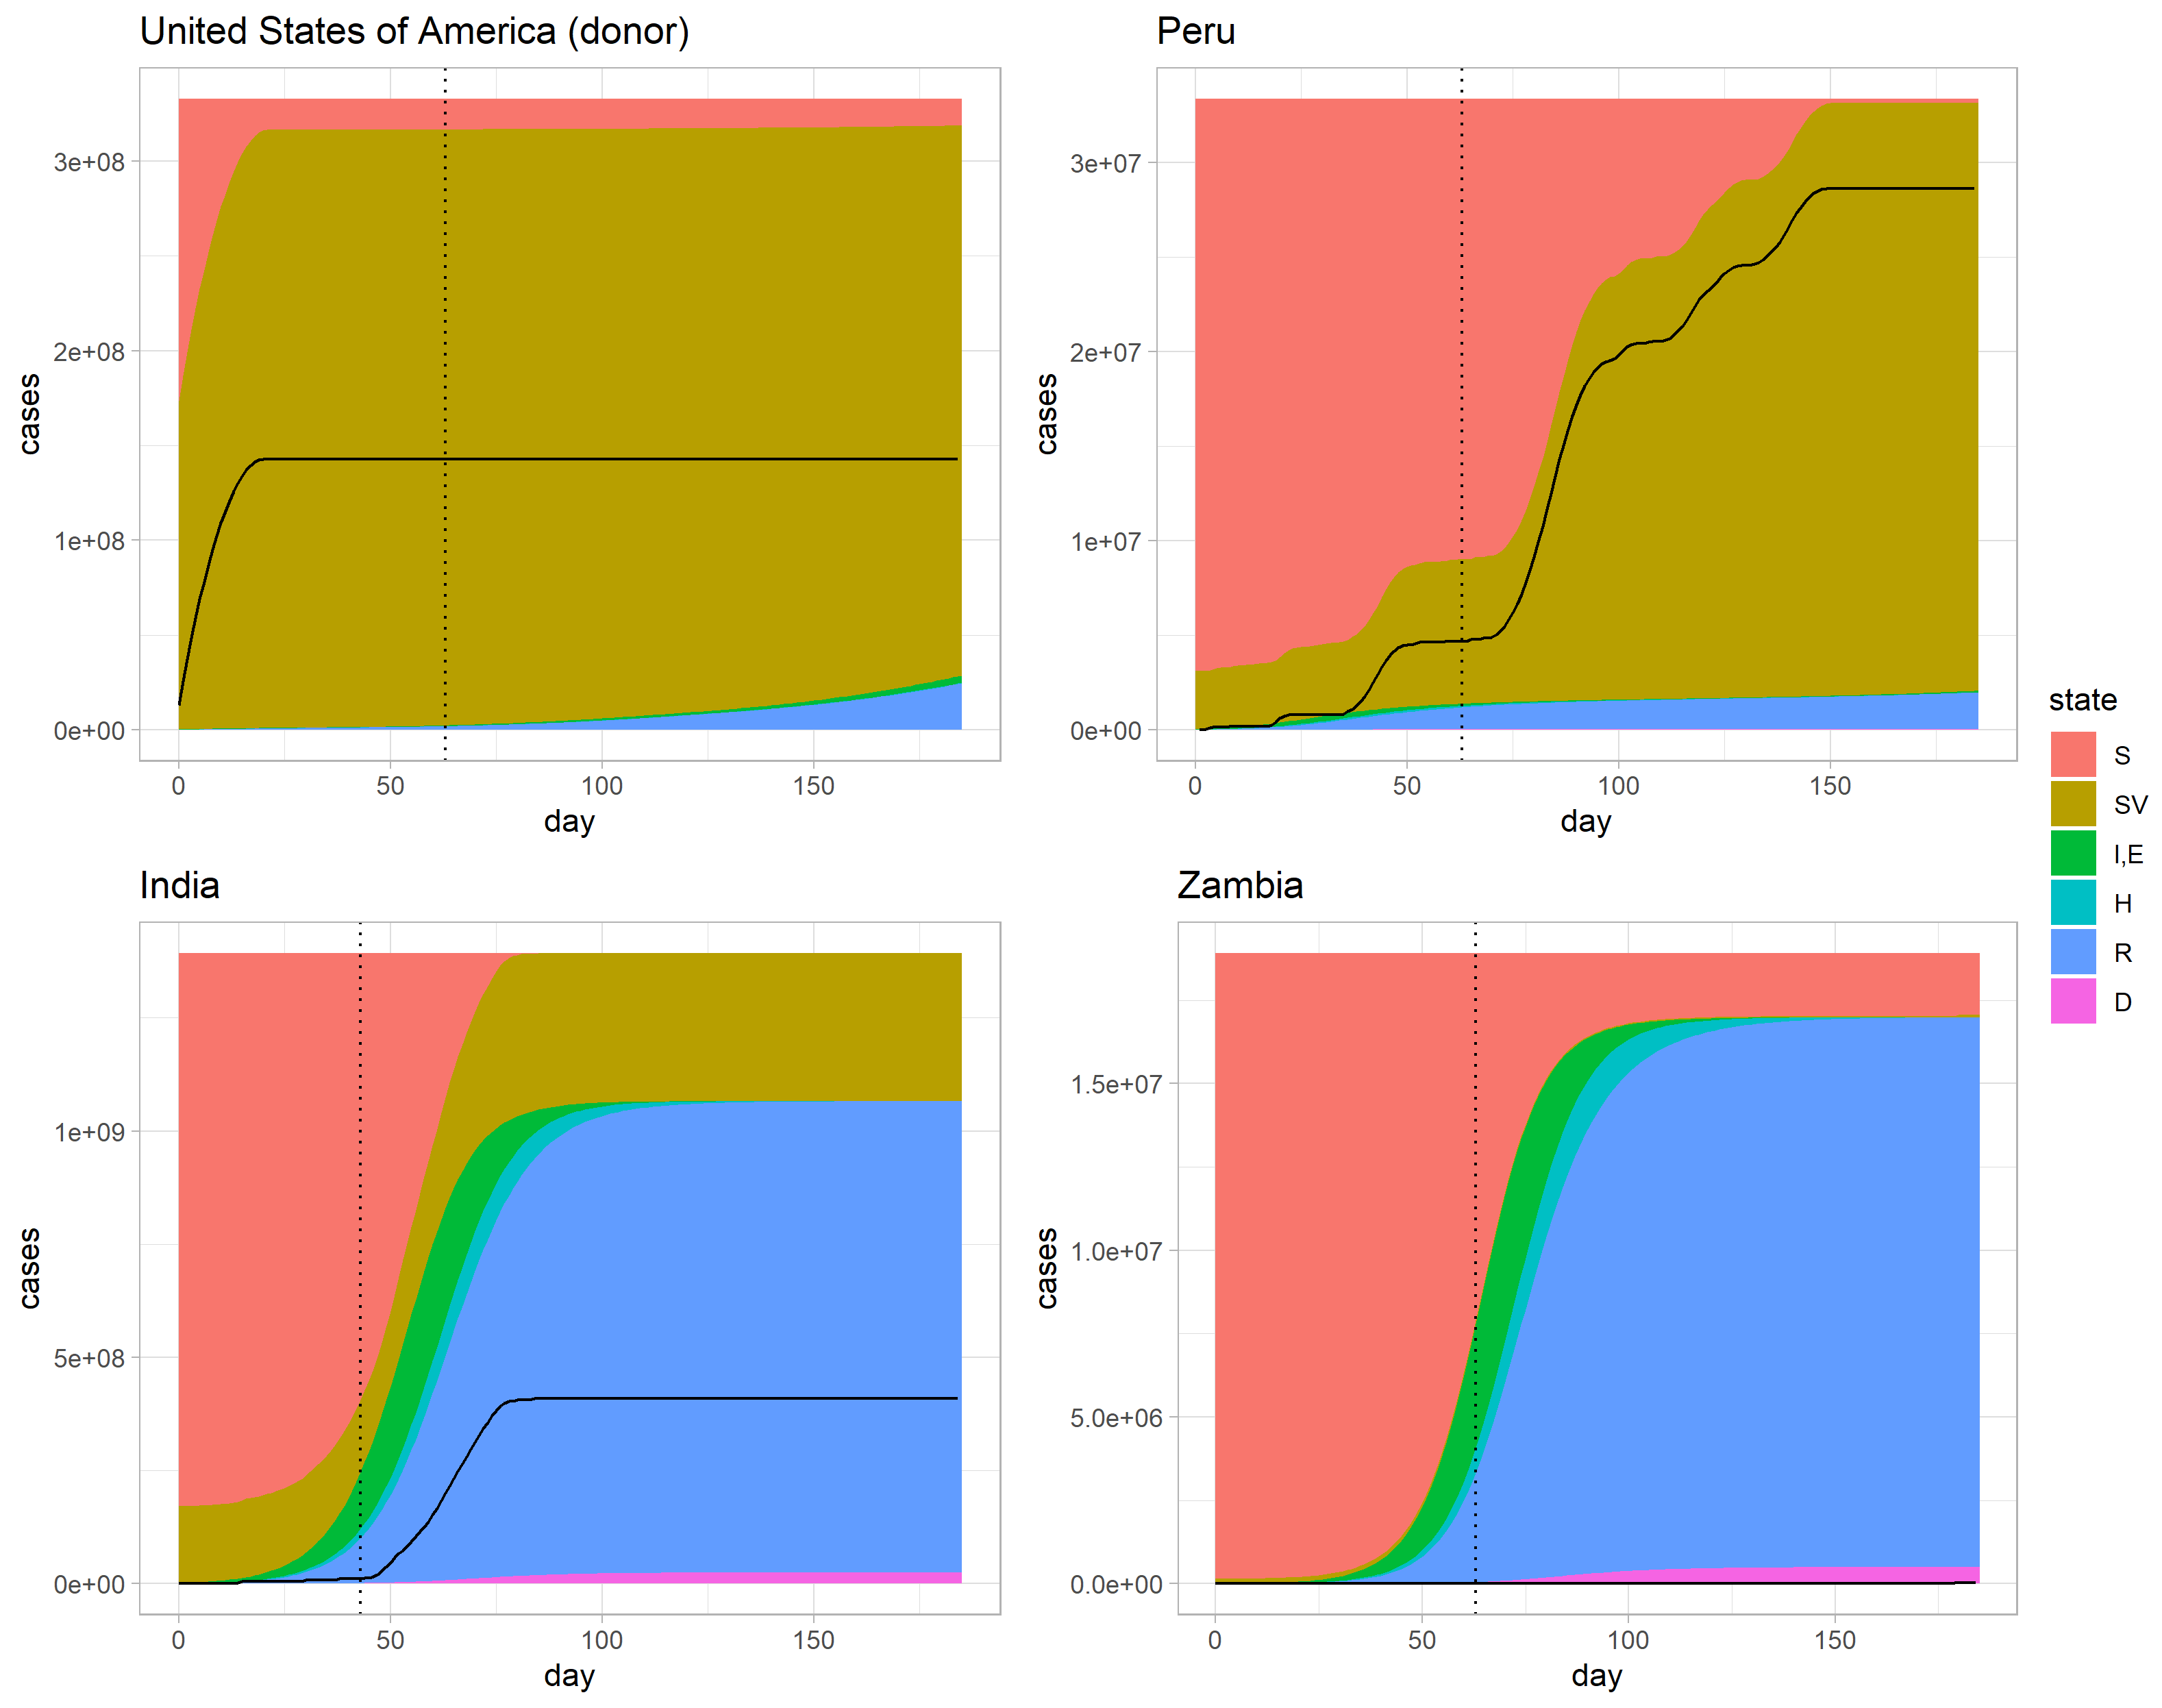 United States of America (donor)
cases
3e+08
2e+08
1e+08
0e+00
0 50 100 150
day
Peru
cases
3e+07
2e+07
1e+07
0e+00
0 50 100 150
day
India
cases
1e+09
5e+08
0e+00
0 50 100 150
day
Zambia
cases
1.5e+07
1.0e+07
5.0e+06
0.0e+00
0 50 100 150
day
state
S
SV
I,E
H
R
D